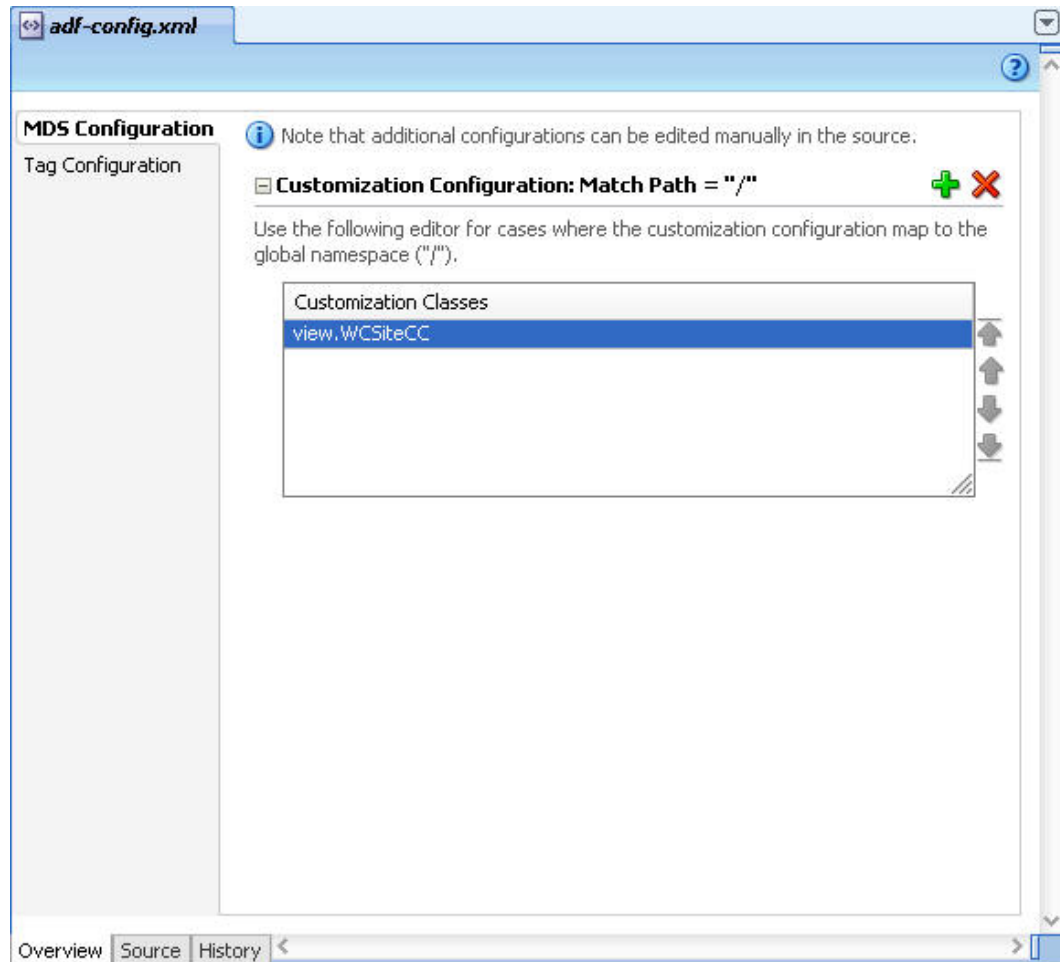 adf-config.xml
MDS Configuration
Tag Configuration
Note that additional configurations can be edited manually in the source.
Customization Configuration: Match Path = "/"
Use the following editor for cases where the customization configuration map to the
global namespace ("/").
Customization Classes
view.WCSiteCC
Overview Source History